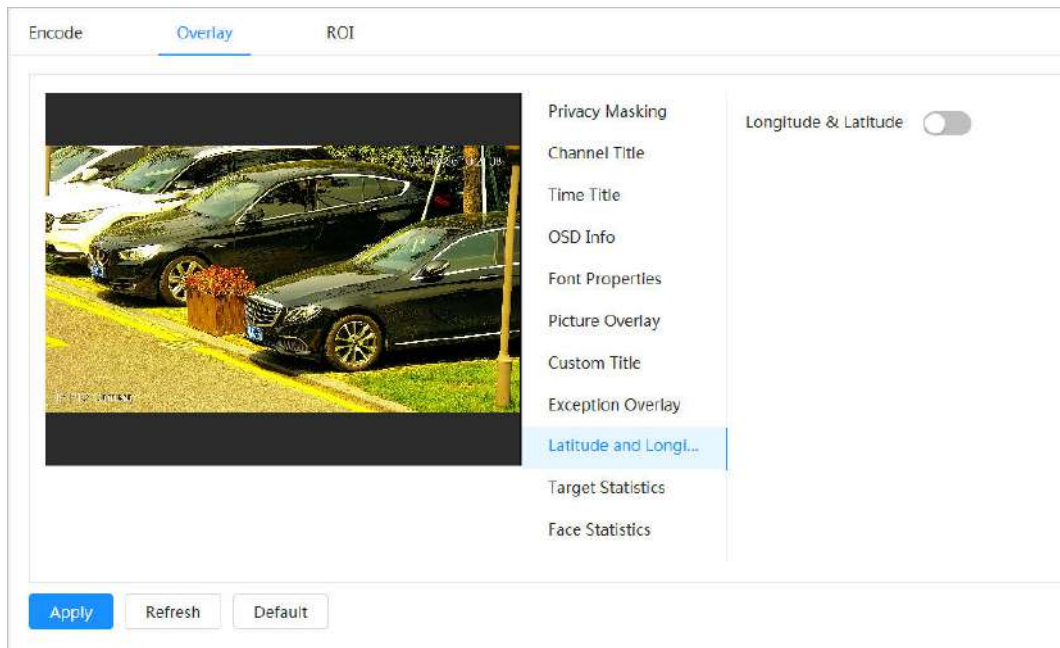 Encode
Overlay
ROI
Privacy Masking
Channel Title
Time Title
OSD Info
Font Properties
Picture Overlay
Custom Title
Exception Overlay
Latitude and Longi...
Target Statistics
Face Statistics
Longitude & Latitude
Apply
Refresh
Default